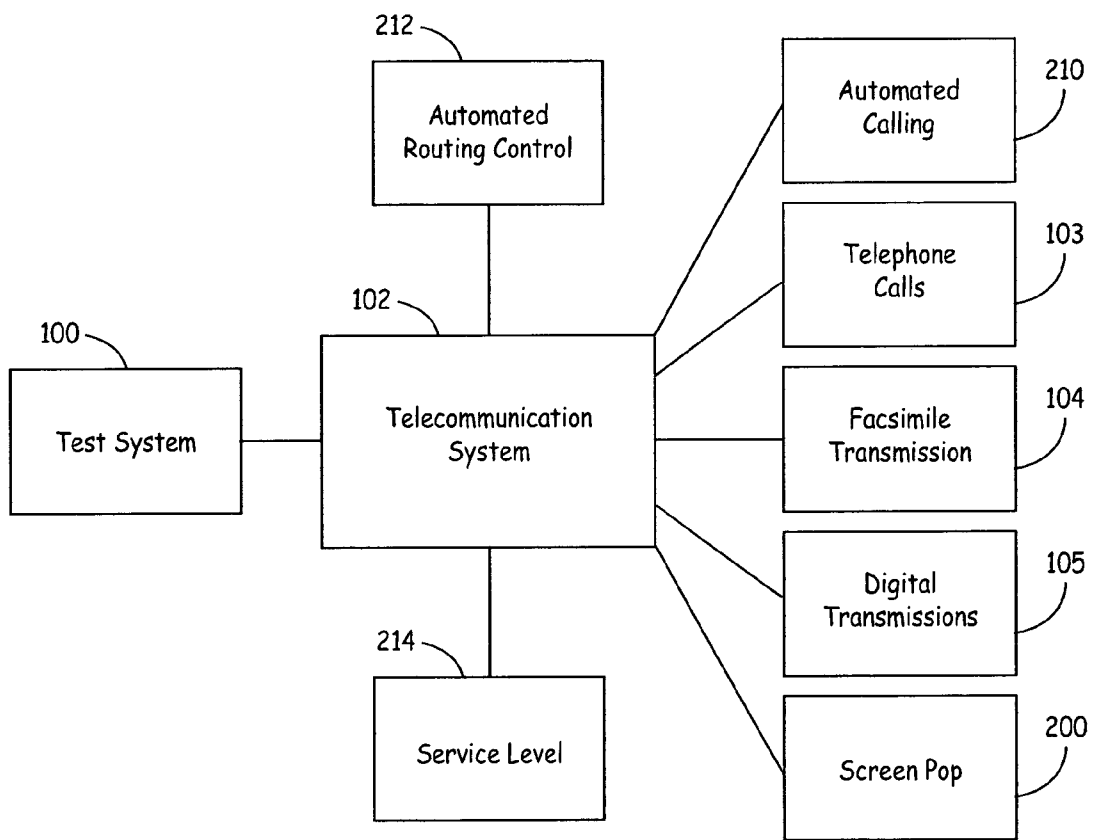 212
Automated
Routing Control
Automated
Calling
210
Telephone
Calls
103
102
100
Test System
Telecommunication
System
Facsimile
Transmission
104
Digital
Transmissions
105
214
Service Level
Screen Pop
200